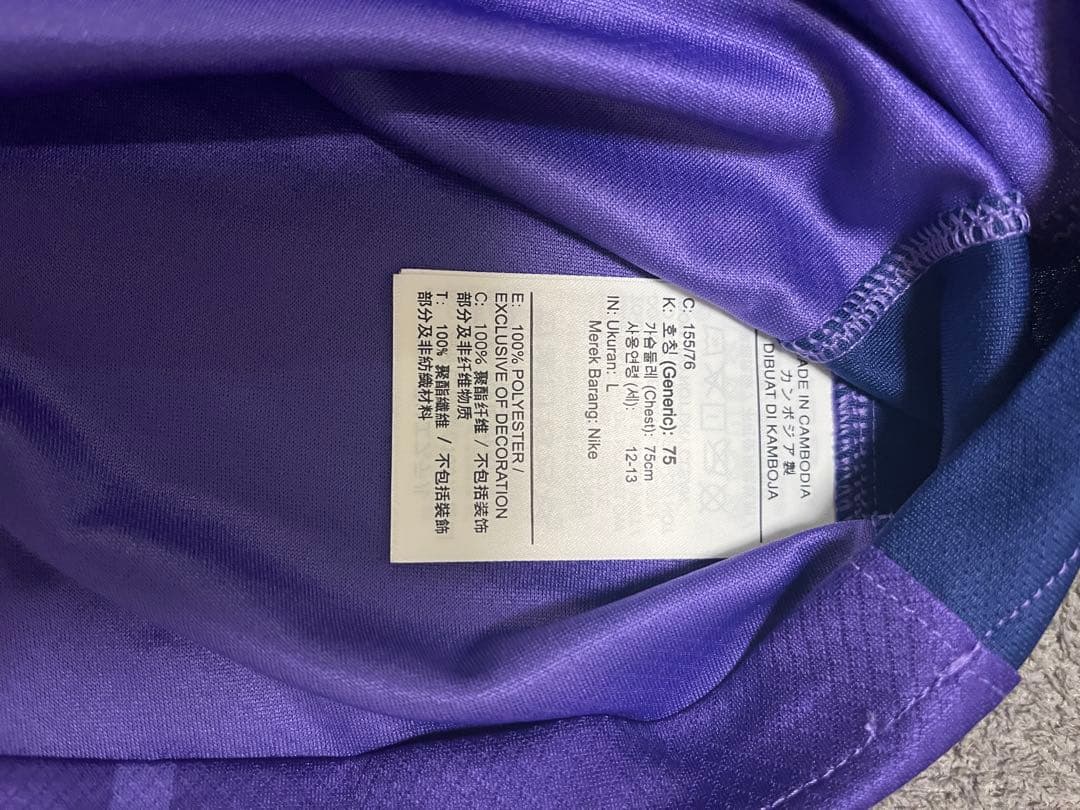 MADE IN CAMBODIA
カンボジア製
DIBUAT DI KAMBOJA
C: 155/76
K: 호칭 (Generic): 75
가슴둘레 (Chest): 75cm
사용연령 (세): 12-13
IN: Ukuran: L
Merek Barang: Nike
E: 100% POLYESTER /
EXCLUSIVE OF DECORATION
C: 100% 聚酯纤维 / 不包括装饰
部分及非纤维物质
T: 100% 聚酯纖維 / 不包括裝飾
部分及非紡織材料